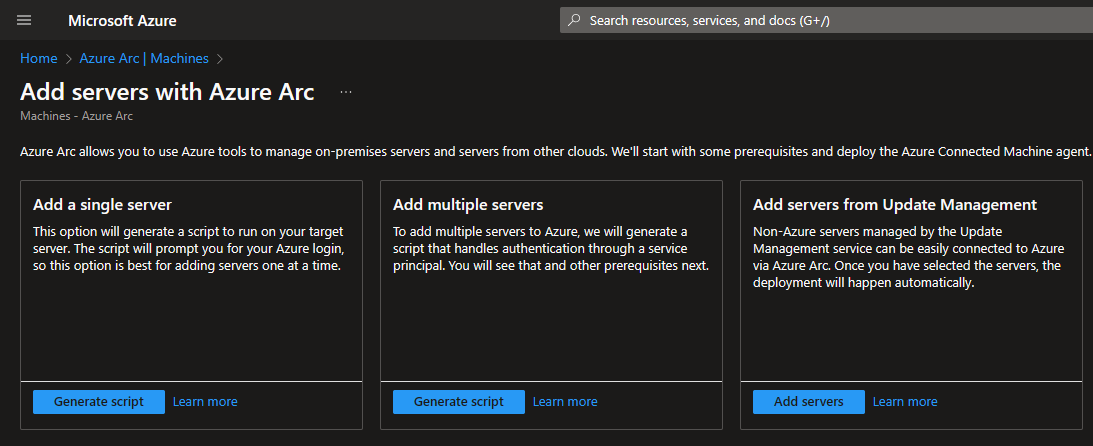 Microsoft Azure
Search resources, services, and docs (G+/)
Home > Azure Arc | Machines >
Add servers with Azure Arc ...
Machines - Azure Arc
Azure Arc allows you to use Azure tools to manage on-premises servers and servers from other clouds. We'll start with some prerequisites and deploy the Azure Connected Machine agent.
Add a single server
This option will generate a script to run on your target
server. The script will prompt you for your Azure login,
so this option is best for adding servers one at a time.
Generate script
Learn more
Add multiple servers
To add multiple servers to Azure, we will generate a
script that handles authentication through a service
principal. You will see that and other prerequisites next.
Generate script
Learn more
Add servers from Update Management
Non-Azure servers managed by the Update
Management service can be easily connected to Azure
via Azure Arc. Once you have selected the servers, the
deployment will happen automatically.
Add servers
Learn more